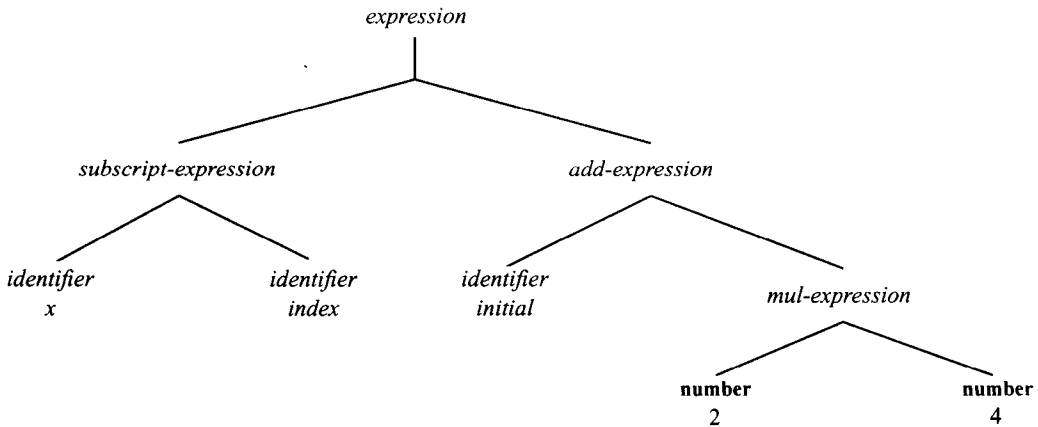 expression
subscript-expression
add-expression
identifier
x
identifier
index
identifier
initial
mul-expression
number
2
number
4